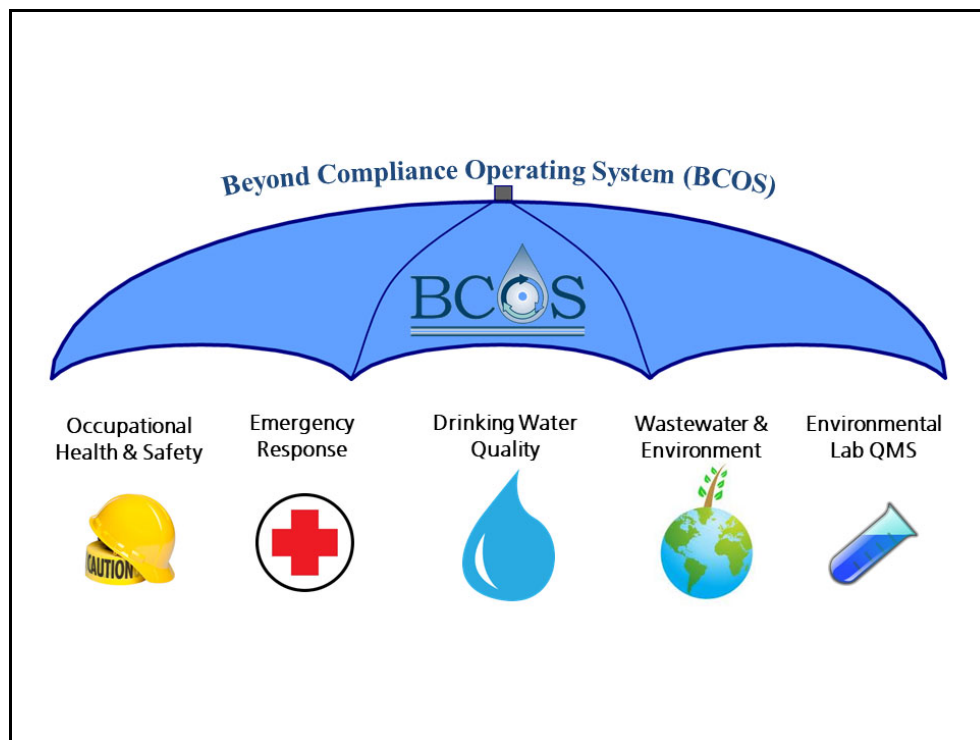 Beyond Compliance Operating System (BCOS)
BCOS
Occupational
Health & Safety
Emergency
Response
Drinking Water
Quality
Wastewater &
Environment
Environmental
Lab QMS
CAUTION